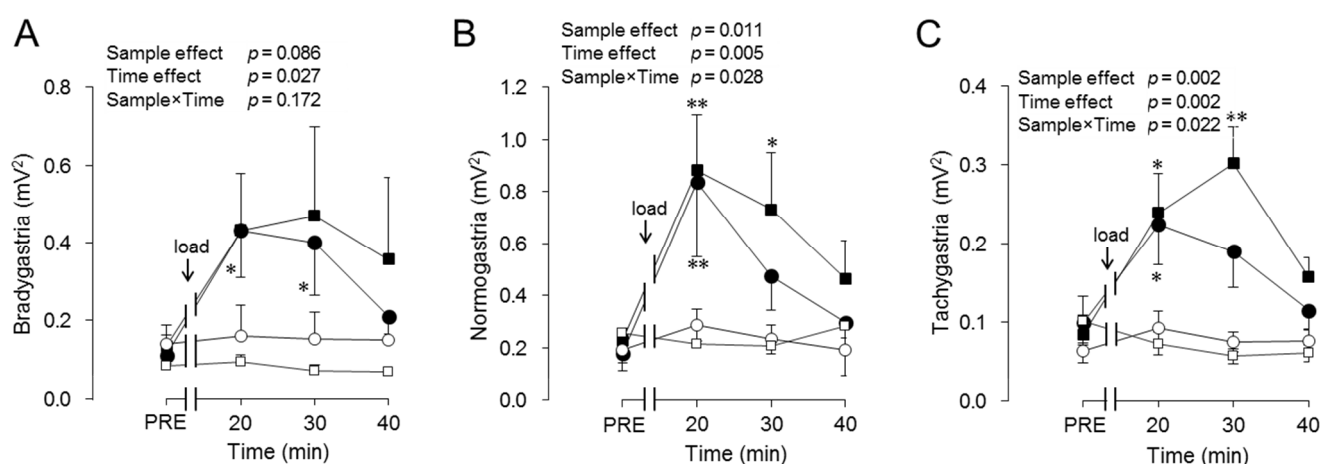 A
Sample effect p = 0.086
Time effect p = 0.027
Sample×Time p = 0.172
Bradygastria (mV²)
0.8
0.6
0.4
0.2
0.0
load
*
*
PRE 20 30 40
Time (min)
B
Sample effect p = 0.011
Time effect p = 0.005
Sample×Time p = 0.028
Normogastria (mV²)
1.2
1.0
0.8
0.6
0.4
0.2
0.0
load
**
*
**
PRE 20 30 40
Time (min)
C
Sample effect p = 0.002
Time effect p = 0.002
Sample×Time p = 0.022
Tachygastria (mV²)
0.4
0.3
0.2
0.1
0.0
load
**
*
*
PRE 20 30 40
Time (min)